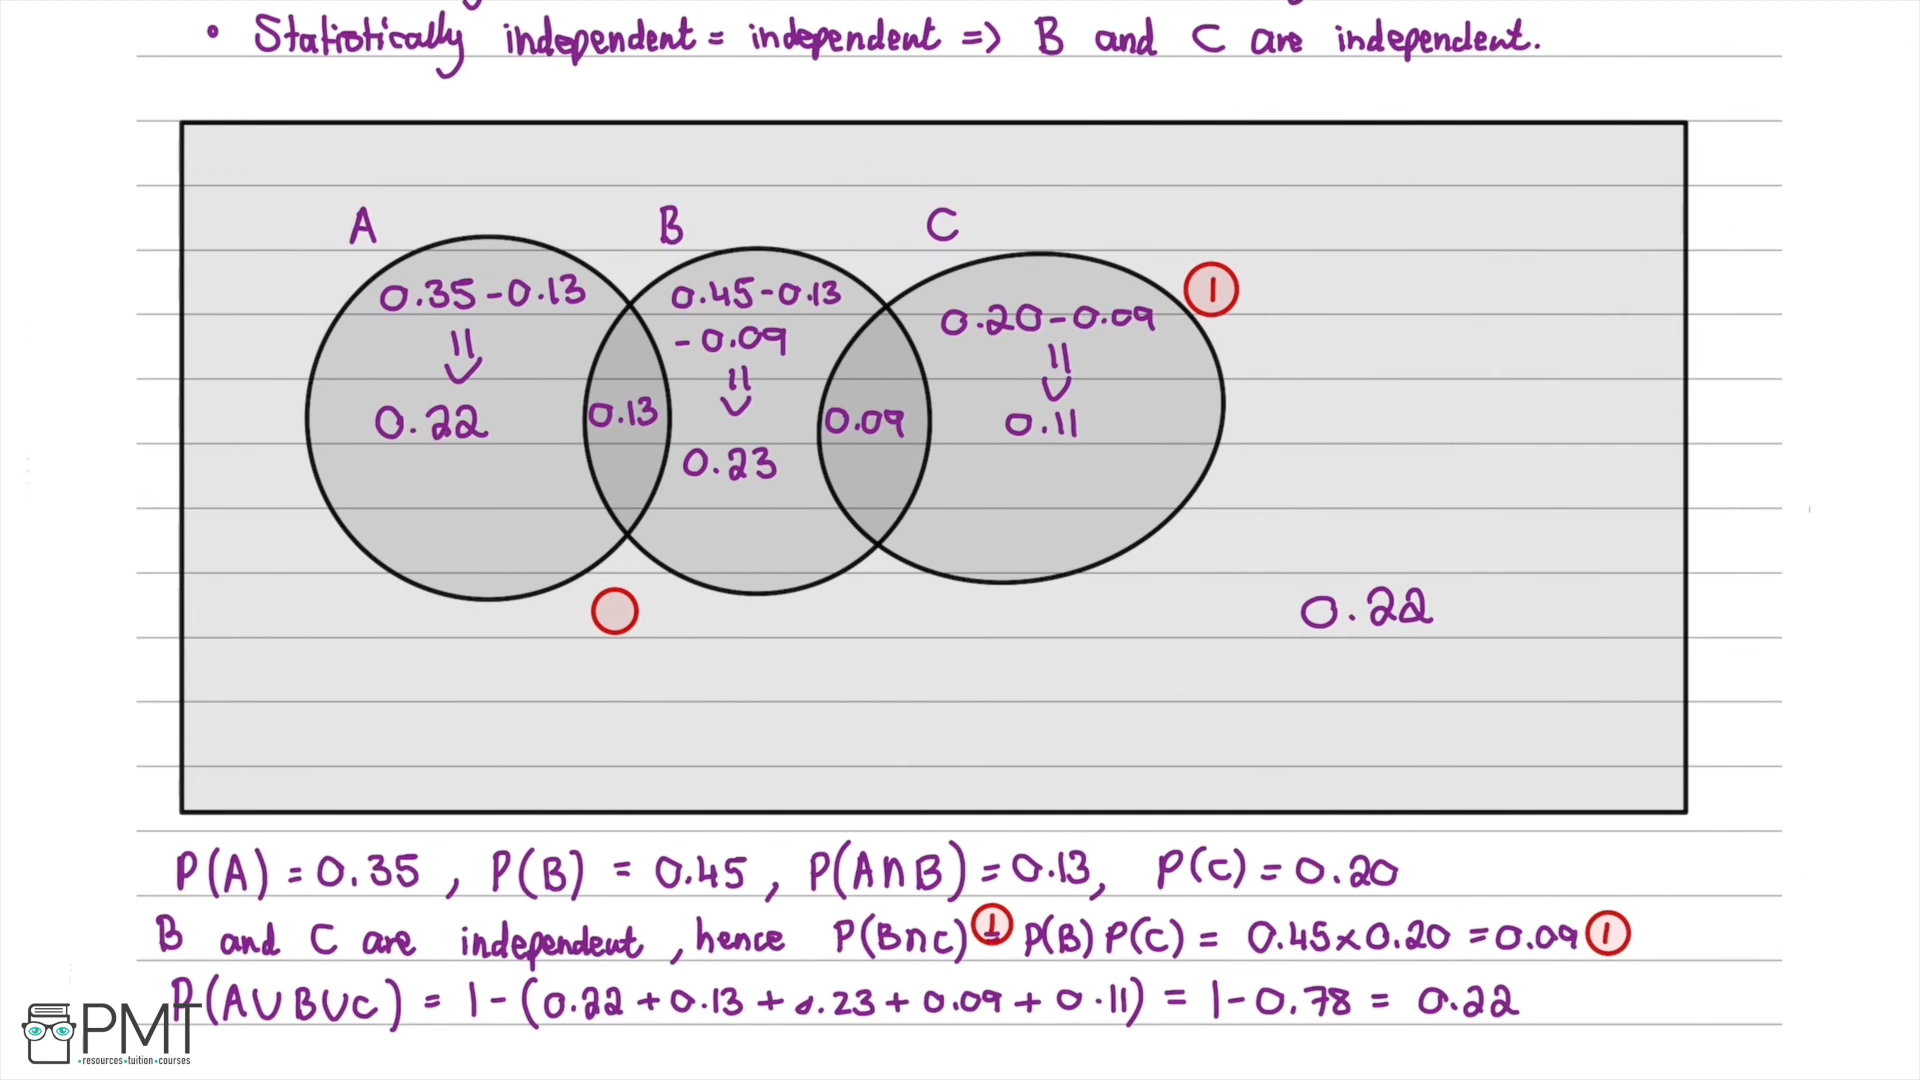 • Statistically independent = independent => B and C are independent.
A B C
0.35-0.13 0.45-0.13 0.20-0.09 1
-0.09
0.22 0.13 0.23 0.09 0.11
0.22
P(A) = 0.35 , P(B) = 0.45 , P(A∩B) = 0.13, P(C) = 0.20
B and C are independent , hence P(B∩C) 1 P(B) P(C) = 0.45×0.20 = 0.09 1
P(A∪B∪C) = 1-(0.22+0.13+0.23+0.09+0.11) = 1-0.78 = 0.22
PMT
•resources•tuition•courses